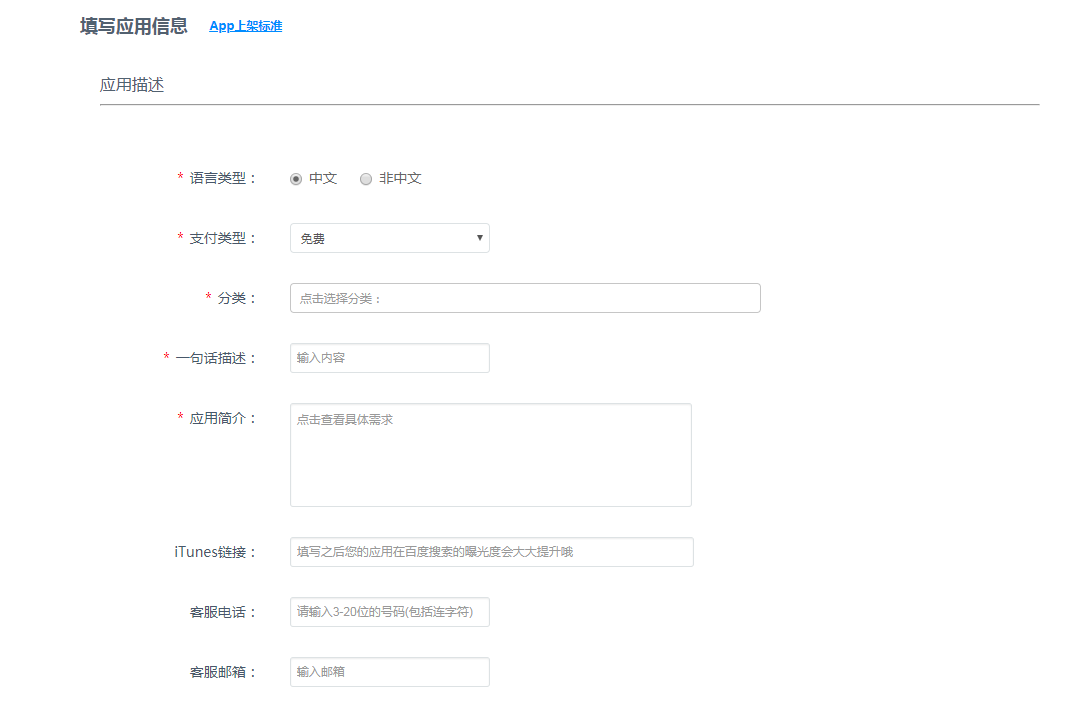 填写应用信息 App上架标准
应用描述
* 语言类型： 中文 非中文
* 支付类型： 免费
* 分类： 点击选择分类：
* 一句话描述： 输入内容
* 应用简介： 点击查看具体需求
iTunes链接： 填写之后您的应用在百度搜索的曝光度会大大提升哦
客服电话： 请输入3-20位的号码(包括连字符)
客服邮箱： 输入邮箱